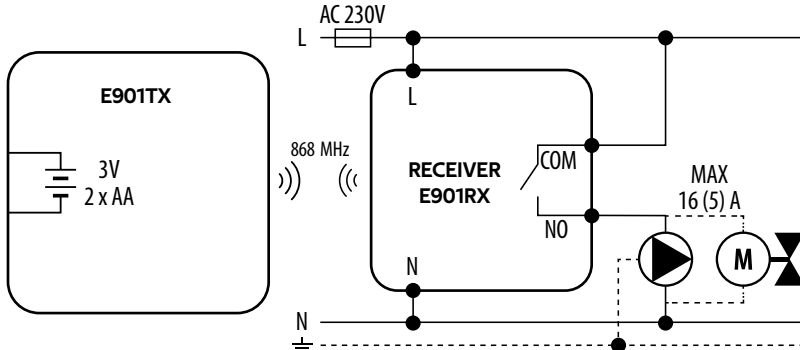 AC 230V
L
E901TX
3V
2 x AA
868 MHz
L
RECEIVER
E901RX
COM
NO
N
MAX
16 (5) A
M
N